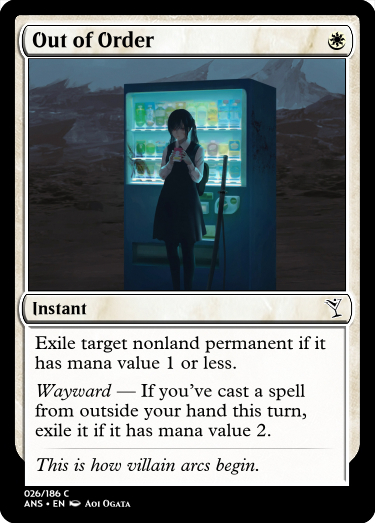 Out of Order
Instant
Exile target nonland permanent if it
has mana value 1 or less.
Wayward — If you've cast a spell
from outside your hand this turn,
exile it if it has mana value 2.
This is how villain arcs begin.
026/186 C
ANS • EN Aoi Ogata